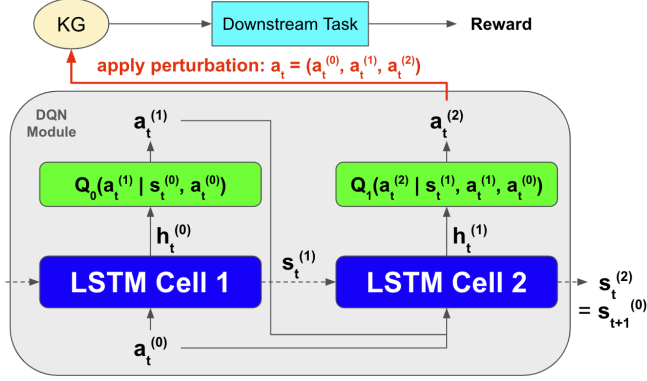 KG
Downstream Task
Reward
apply perturbation: a_t = (a_t^(0), a_t^(1), a_t^(2))
DQN
Module
a_t^(1)
a_t^(2)
Q_0(a_t^(1) | s_t^(0), a_t^(0))
Q_1(a_t^(2) | s_t^(1), a_t^(1), a_t^(0))
h_t^(0)
h_t^(1)
LSTM Cell 1
s_t^(1)
LSTM Cell 2
s_t^(2)
= s_{t+1}^(0)
a_t^(0)